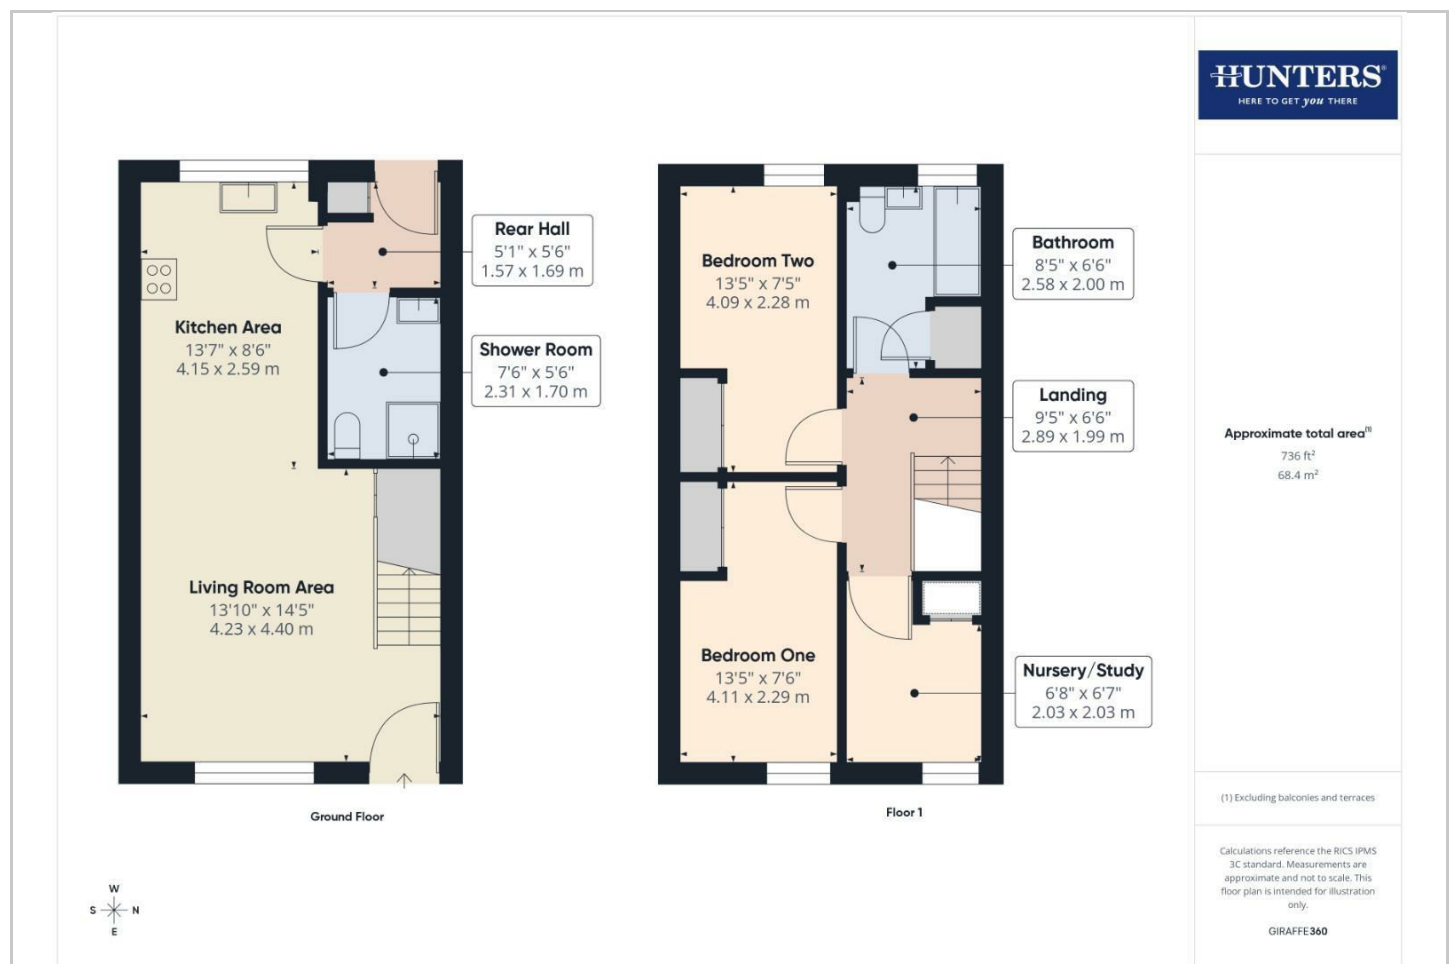 HUNTERS®
HERE TO GET you THERE
Rear Hall
5'1" x 5'6"
1.57 x 1.69 m
Kitchen Area
13'7" x 8'6"
4.15 x 2.59 m
Shower Room
7'6" x 5'6"
2.31 x 1.70 m
Living Room Area
13'10" x 14'5"
4.23 x 4.40 m
Ground Floor
Bedroom Two
13'5" x 7'5"
4.09 x 2.28 m
Bathroom
8'5" x 6'6"
2.58 x 2.00 m
Landing
9'5" x 6'6"
2.89 x 1.99 m
Bedroom One
13'5" x 7'6"
4.11 x 2.29 m
Nursery/Study
6'8" x 6'7"
2.03 x 2.03 m
Floor 1
Approximate total area(1)
736 ft²
68.4 m²
(1) Excluding balconies and terraces
Calculations reference the RICS IPMS
3C standard. Measurements are
approximate and not to scale. This
floor plan is intended for illustration
only.
GIRAFFE360
W
S N
E